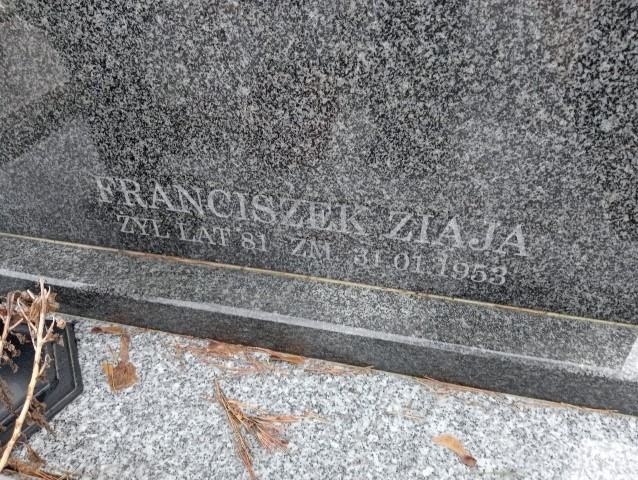 FRANCISZEK ZIAJA
ŻYŁ LAT 81 ZM. 31.01.1953